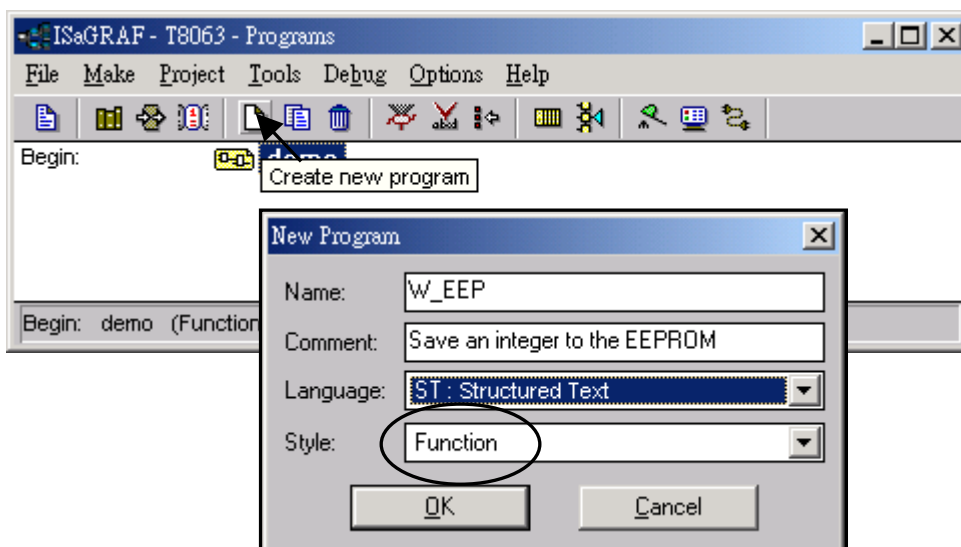 ISaGRAF - T8063 - Programs
File Make Project Tools Debug Options Help
Begin: demo
Create new program
New Program
Name: W_EEP
Comment: Save an integer to the EEPROM
Language: ST : Structured Text
Style: Function
OK Cancel
Begin: demo (Function